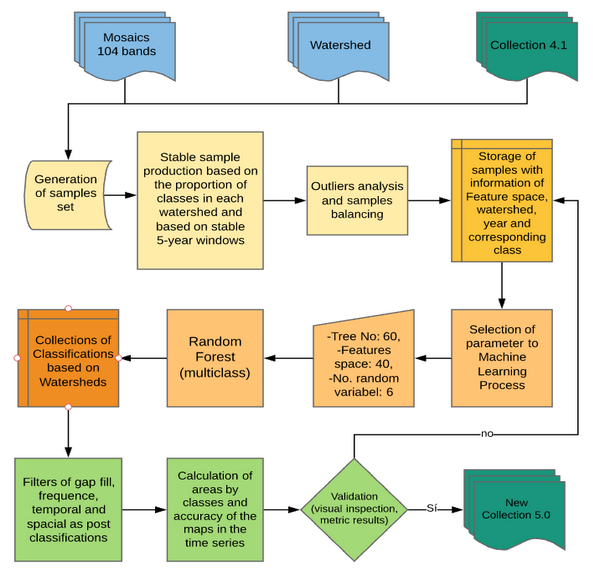 Mosaics
104 bands
Watershed
Collection 4.1
Generation
of samples
set
Stable sample
production based on
the proportion of
classes in each
watershed and
based on stable
5-year windows
Outliers analysis
and samples
balancing
Storage of
samples with
information of
Feature space,
watershed,
year and
corresponding
class
Selection of
parameter to
Machine
Learning
Process
-Tree No: 60,
-Features
space: 40,
-No. random
variabel: 6
Random
Forest
(multiclass)
Collections of
Classifications
based on
Watersheds
Filters of gap fill,
frequence,
temporal and
spacial as post
classifications
Calculation of
areas by
classes and
accuracy of the
maps in the
time series
Validation
(visual inspection,
metric results)
no
Sí
New
Collection 5.0